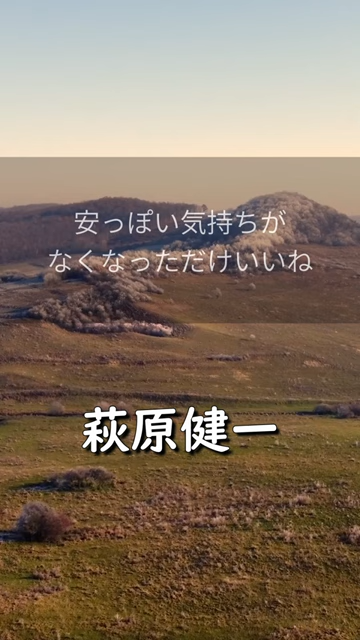 安っぽい気持ちが
なくなっただけいいね
萩原健一